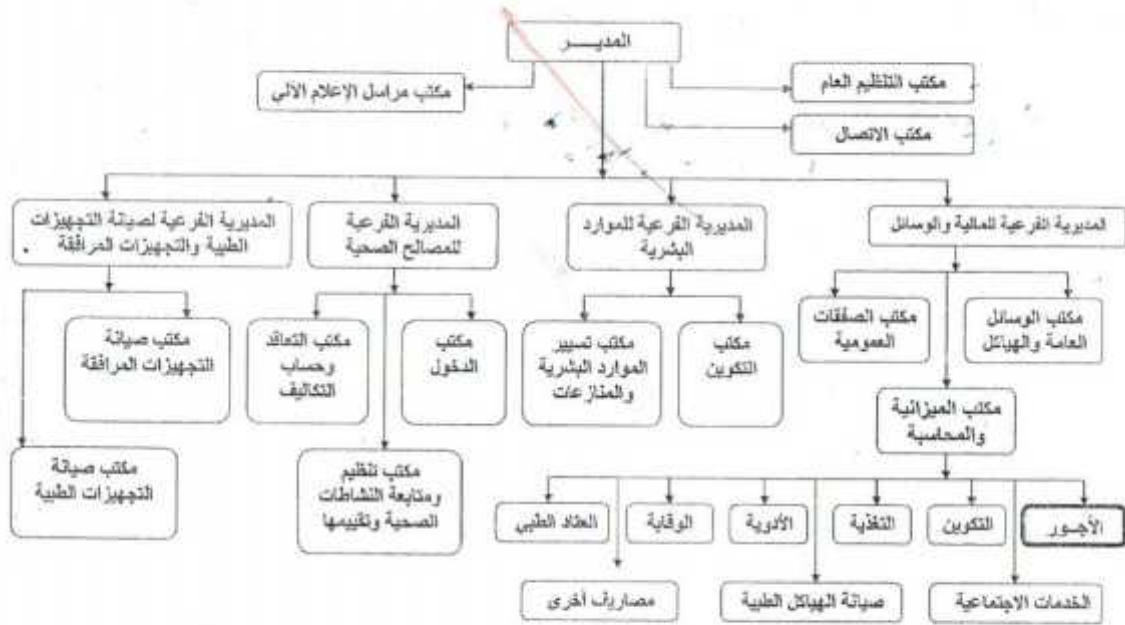 المديـــــر
مكتب التنظيم العام
مكتب الاتصال
مكتب مراسل الإعلام الآلي
المديرية الفرعية للمالية والوسائل
المديرية الفرعية للموارد
البشرية
المديرية الفرعية
للمصالح الصحية
المديرية الفرعية لصيانة التجهيزات
الطبية والتجهيزات المرافقة
مكتب الوسائل
العامة والهياكل
مكتب الصفقات
العمومية
مكتب
التكوين
مكتب تسيير
الموارد البشرية
والمنازعات
مكتب
الدخول
مكتب التعاقد
وحساب
التكاليف
مكتب صيانة
التجهيزات المرافقة
مكتب الميزانية
والمحاسبة
مكتب تنظيم
ومتابعة النشاطات
الصحية وتقييمها
مكتب صيانة
التجهيزات الطبية
الأجـور
التكوين
التغذية
الأدوية
الوقاية
العتاد الطبي
الخدمات الاجتماعية
صيانة الهياكل الطبية
مصاريف أخرى